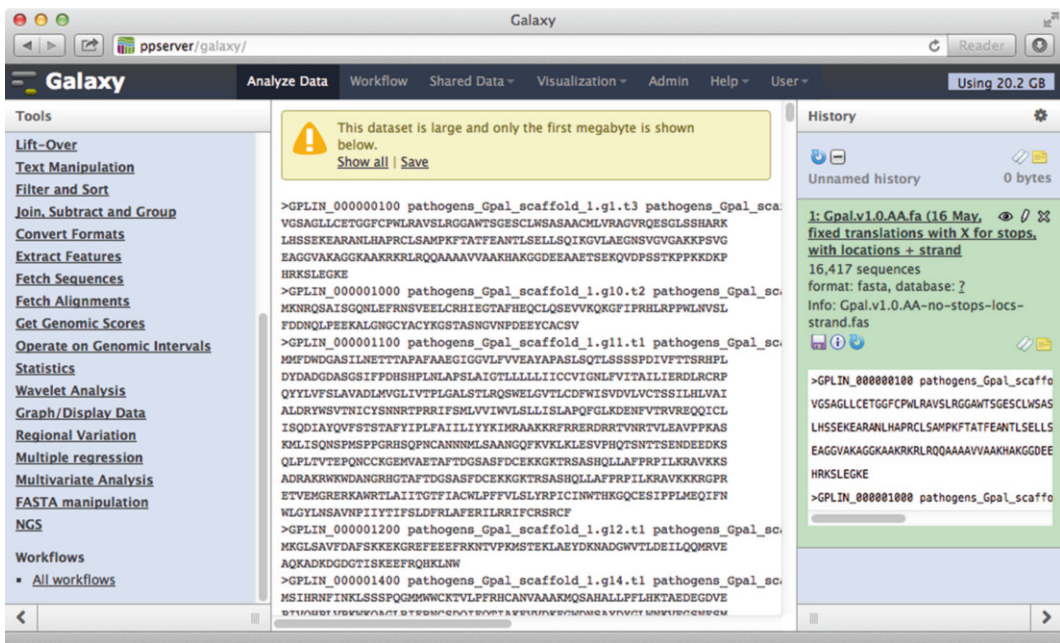 Galaxy
ppserver/galaxy/
Reader
Galaxy
Analyze Data Workflow Shared Data Visualization Admin Help User
Using 20.2 GB
Tools
Lift-Over
Text Manipulation
Filter and Sort
Join, Subtract and Group
Convert Formats
Extract Features
Fetch Sequences
Fetch Alignments
Get Genomic Scores
Operate on Genomic Intervals
Statistics
Wavelet Analysis
Graph/Display Data
Regional Variation
Multiple regression
Multivariate Analysis
FASTA manipulation
NGS
Workflows
All workflows
This dataset is large and only the first megabyte is shown
below.
Show all | Save
>GPLIN_000000100 pathogens_Gpal_scaffold_1.g1.t3 pathogens_Gpal_sca
VGSAGLLCETGGFCPWLRAVSLRGGAWTSGESCLWSASAACMLVRAGVRQESGLSSHARK
LHSSEKEARANLHAPRCLSAMPKFTATFEANTLSELLSQIKGVLAEGNSVGVGAKKPSVG
EAGGVAKAGGKAAKRKRLRQQAAAAVVAAKHAKGGDEEAAETSEKQVDPSSTKPPKKDKP
HRKSLEGKE
>GPLIN_000001000 pathogens_Gpal_scaffold_1.g10.t2 pathogens_Gpal_sc
MKNRQSAISGQNLEFRNSVEELCRHIEGTAFHEQCLQSEVVKQKGFIPRHLRPPWLNVSL
FDDNQLPEEKALGNGCYACYKGSTASNGVNPDEEYCACSV
>GPLIN_000001100 pathogens_Gpal_scaffold_1.g11.t1 pathogens_Gpal_sc
MMFDWDGASILNETTTAPAFAAEGIGGVLFVVEAYAPASLSQTLSSSSPDIVFTTSRHPL
DYDADGDASGSIFPDHSHPLNLAPSLAIGTLLLLLIICCVIGNLFVITAILIERDLRCRP
QYYLVFSLAVADLMVGLIVTPLGALSTLRQSWELGVTLCDFWISVDVLVCTSSILHLVAI
ALDRYWSVTNICYSNNRTPRRIFSMLVVIWVLSLLISLAPQFGLKDENFVTRVREQQICL
ISQDIAYQVFSTSTAFYIPLFAIILIYYKIMRAAKKRFRRERDRRTVNRTVLEAVPPKAS
KMLISQNSPMSPPGRHSQPNCANNNMLSAANGQFKVKLKLESVPHQTSNTTSENDEEDKS
QLPLTVTEPQNCCKGEMVAETAFTDGSASFDCEKKGKTRSASHQLLAFPRPILKRAVKKS
ADRAKRWKWDANGRHGTAFTDGSASFDCEKKGKTRSASHQLLAFPRPILKRAVKKKRGPR
ETVEMGRERKAWRTLAIITGTFIACWLPFFVLSLYRPICINWTHKGQCESIPPLMEQIFN
WLGYLNSAVNPIIYTIFSLDFRLAFERILRRIFCRSRCF
>GPLIN_000001200 pathogens_Gpal_scaffold_1.g12.t1 pathogens_Gpal_sc
MKGLSAVFDAFSKKEKGREFEEEFRKNTVPKMSTEKLAEYDKNADGWVTLDEILQQMRVE
AQKADKDGDGTISKEEFRQHKLNW
>GPLIN_000001400 pathogens_Gpal_scaffold_1.g14.t1 pathogens_Gpal_sc
MSIHRNFINKLSSSPQGMMWWCKTVLPFRHCANVAAAKMQSAHALLPFLHKTAEDEGDVE
History
Unnamed history 0 bytes
1: Gpal.v1.0.AA.fa (16 May,
fixed translations with X for stops,
with locations + strand
16,417 sequences
format: fasta, database: ?
Info: Gpal.v1.0.AA-no-stops-locs-
strand.fas
>GPLIN_000000100 pathogens_Gpal_scaffo
VGSAGLLCETGGFCPWLRAVSLRGGAWTSGESCLWSAS
LHSSEKEARANLHAPRCLSAMPKFTATFEANTLSELLS
EAGGVAKAGGKAAKRKRLRQQAAAAVVAAKHAKGGDEE
HRKSLEGKE
>GPLIN_000001000 pathogens_Gpal_scaffo